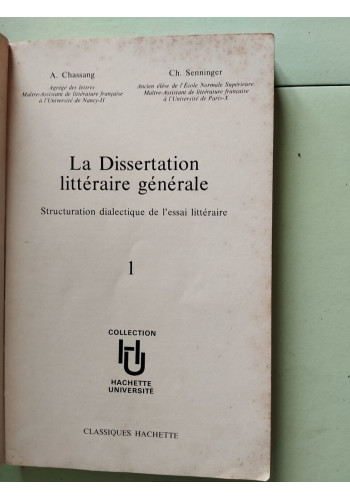 A. Chassang
Agrégé des lettres
Maître-Assistant de littérature française
à l'Université de Nancy-II
Ch. Senninger
Ancien élève de l'École Normale Supérieure
Maître-Assistant de littérature française
à l'Université de Paris-X
La Dissertation
littéraire générale
Structuration dialectique de l'essai littéraire
1
COLLECTION
HU
HACHETTE
UNIVERSITÉ
CLASSIQUES HACHETTE